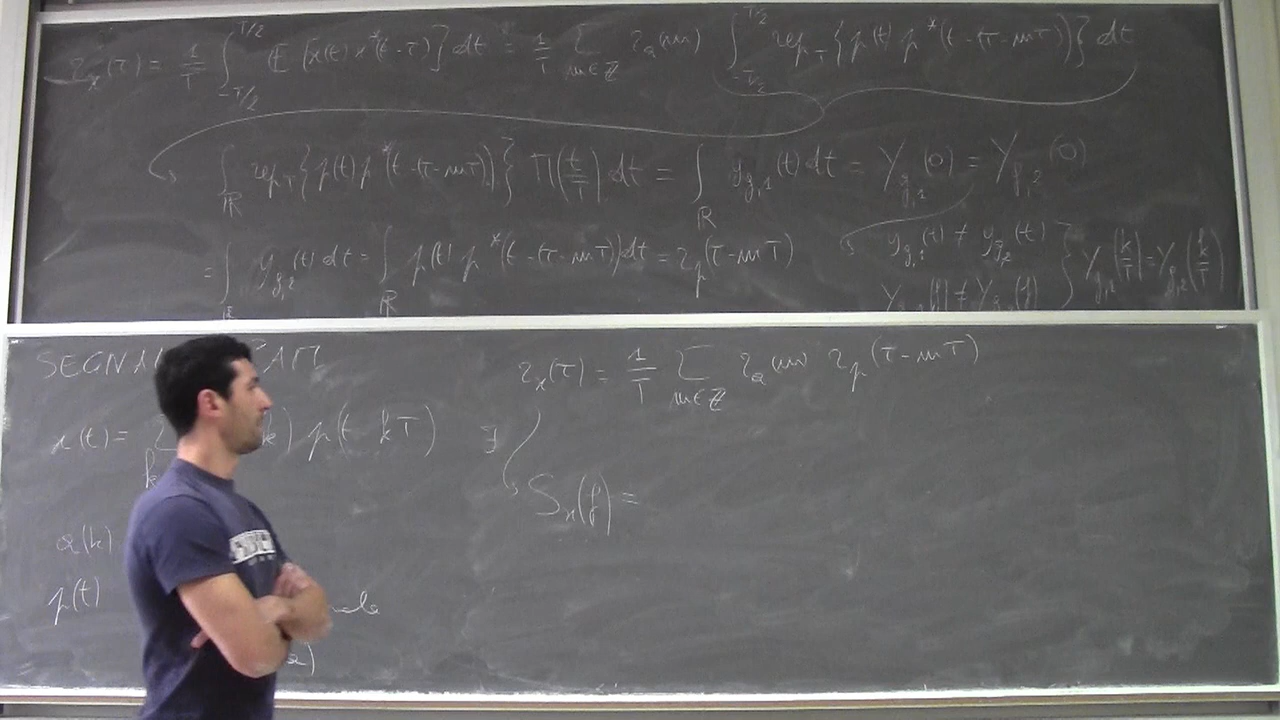 r_x(τ) = 1/T ∫_{-T/2}^{T/2} E[x(t) x*(t-τ)] dt = 1/T Σ_{m∈ℤ} r_a(m) ∫_{-T/2}^{T/2} rep_T{p(t) p*(t-(τ-mT))} dt
∫_ℝ rep_T{p(t) p*(t-(τ-mT))} Π(t/T) dt = ∫_ℝ y_{g,1}(t) dt = Y_{g,1}(0) = Y_{g,2}(0)
= ∫_ℝ y_{g,2}(t) dt = ∫_ℝ p(t) p*(t-(τ-mT)) dt = r_p(τ-mT)
y_{g,1}(t) ≠ y_{g,2}(t)
Y_{g,1}(f) ≠ Y_{g,2}(f) } Y_{g,1}(k/T) = Y_{g,2}(k/T)
SEGNA PAM
x(t) = Σ_k k) p(t-kT)
a(k)
p(t)
r_x(τ) = 1/T Σ_{m∈ℤ} r_a(m) r_p(τ-mT)
S_x(f) =